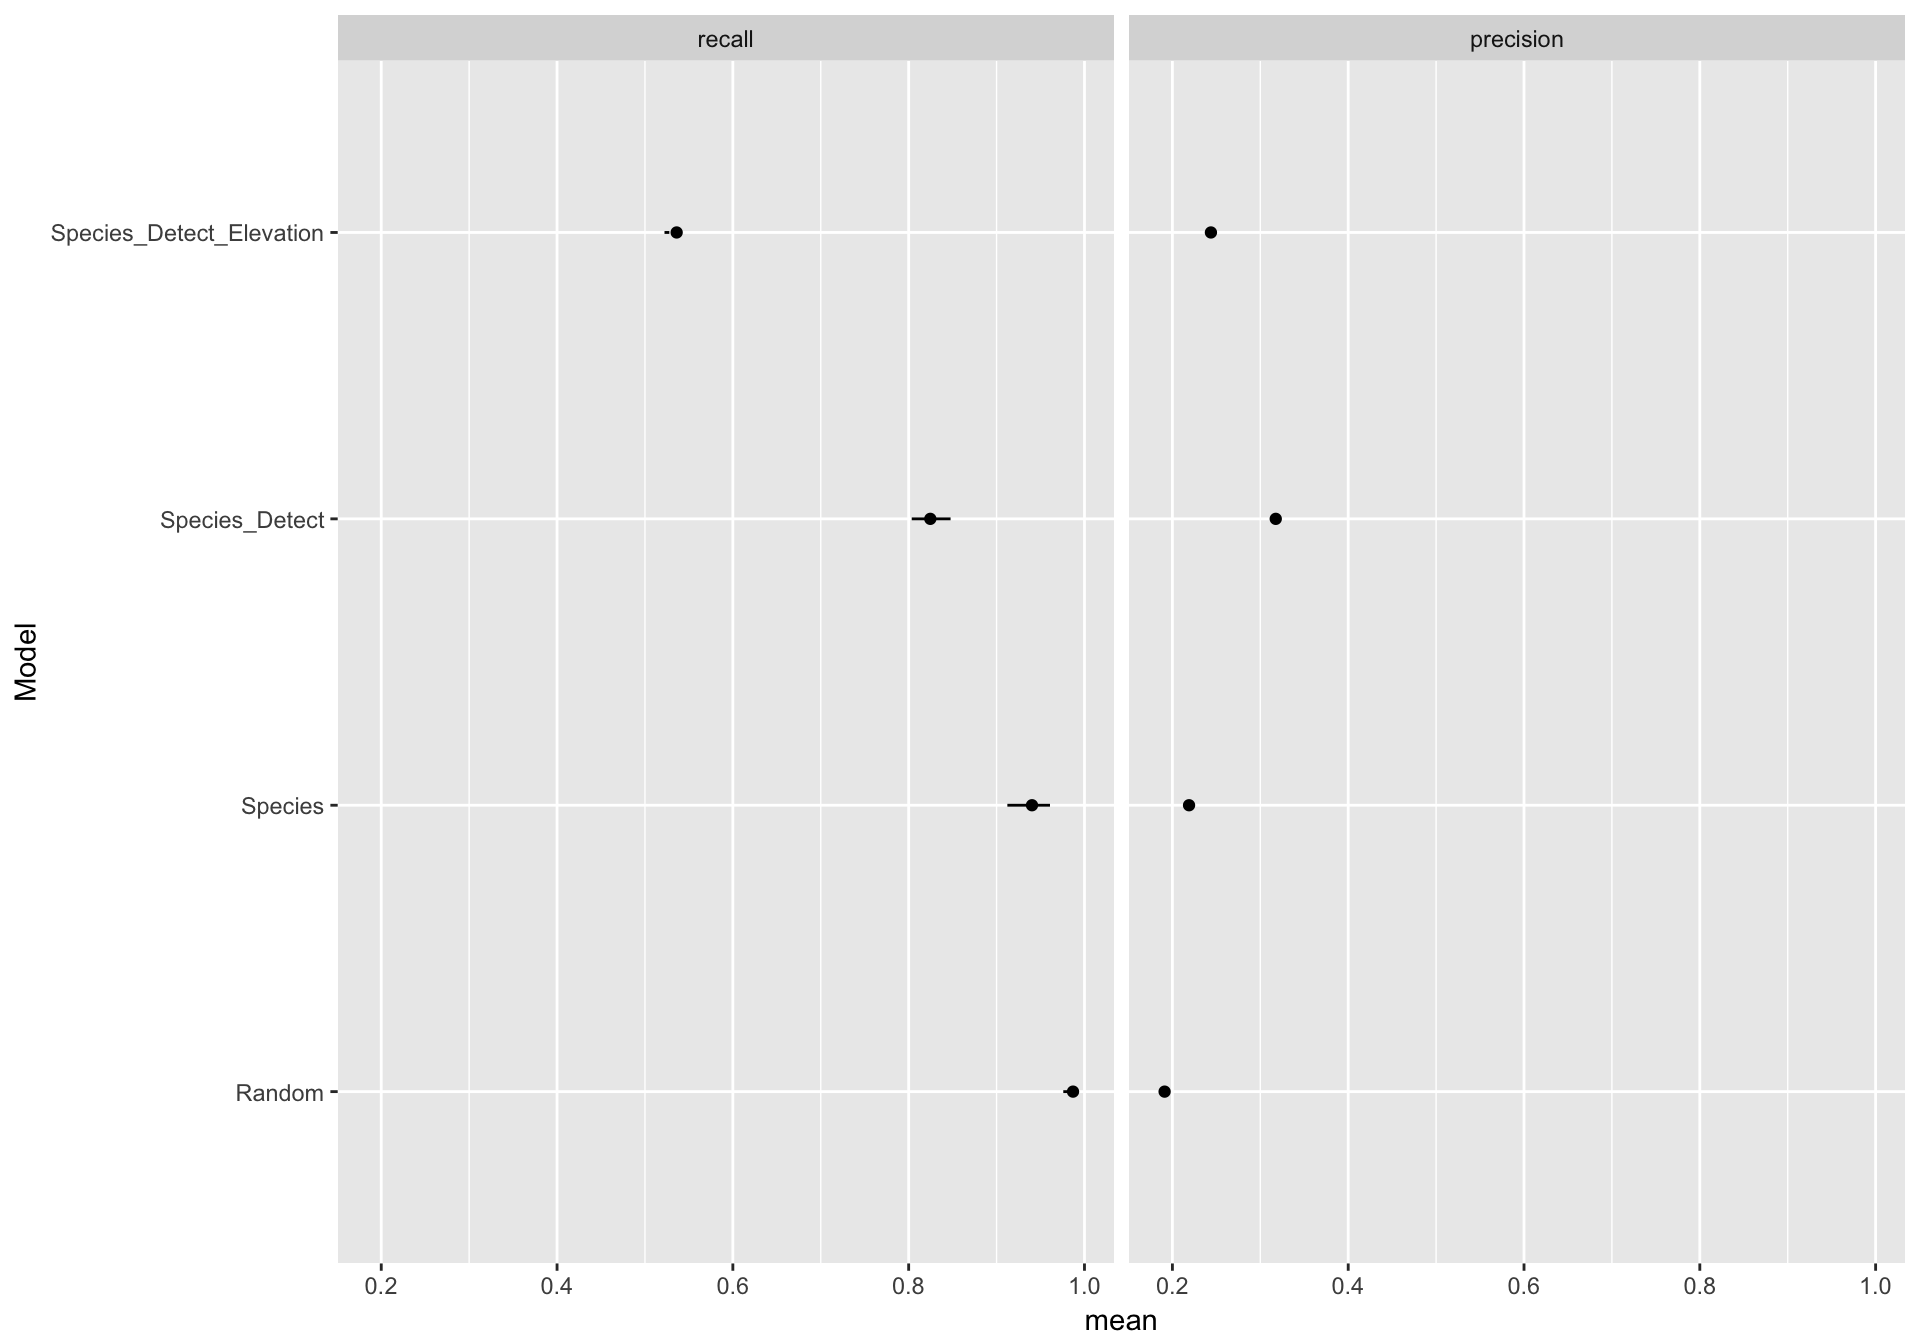 recall
precision
Species_Detect_Elevation
Species_Detect
Species
Random
Model
0.2 0.4 0.6 0.8 1.0
0.2 0.4 0.6 0.8 1.0
mean